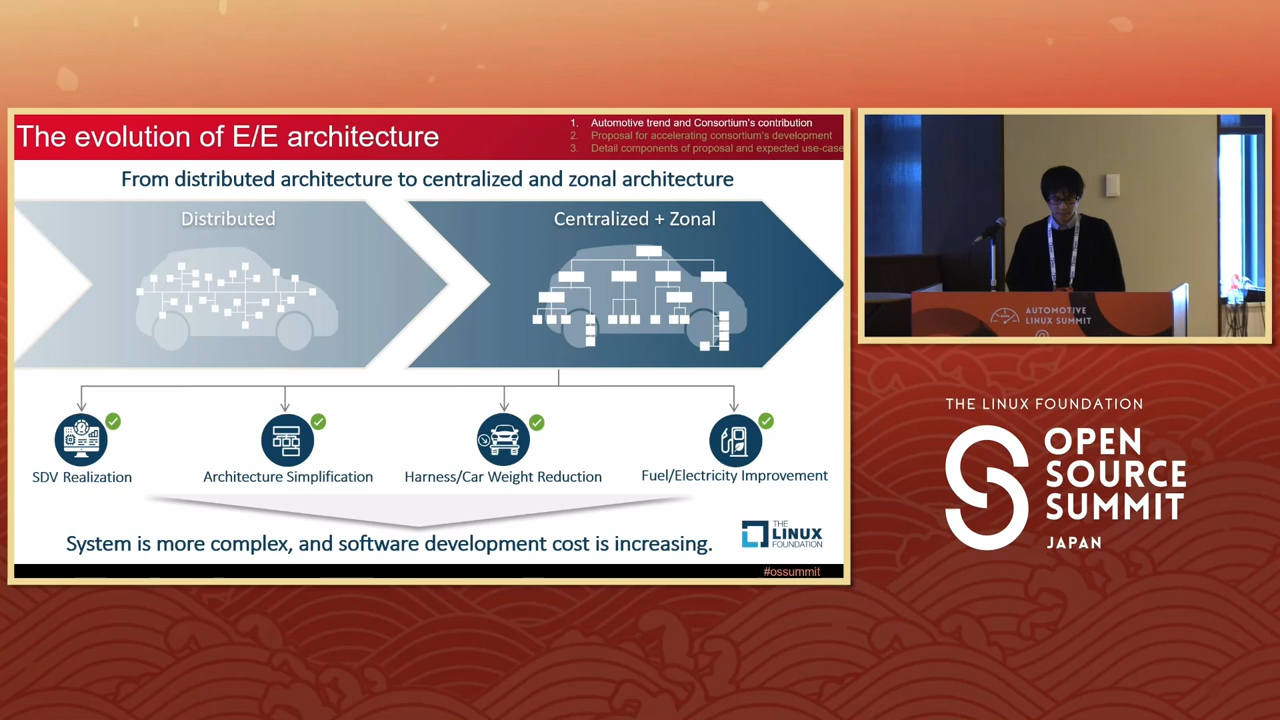 The evolution of E/E architecture
1. Automotive trend and Consortium's contribution
2. Proposal for accelerating consortium's development
3. Detail components of proposal and expected use-case
From distributed architecture to centralized and zonal architecture
Distributed
Centralized + Zonal
SDV Realization
Architecture Simplification
Harness/Car Weight Reduction
Fuel/Electricity Improvement
System is more complex, and software development cost is increasing.
THE
LINUX
FOUNDATION
#ossummit
AUTOMOTIVE
LINUX SUMMIT
@
THE LINUX FOUNDATION
OPEN
SOURCE
SUMMIT
JAPAN